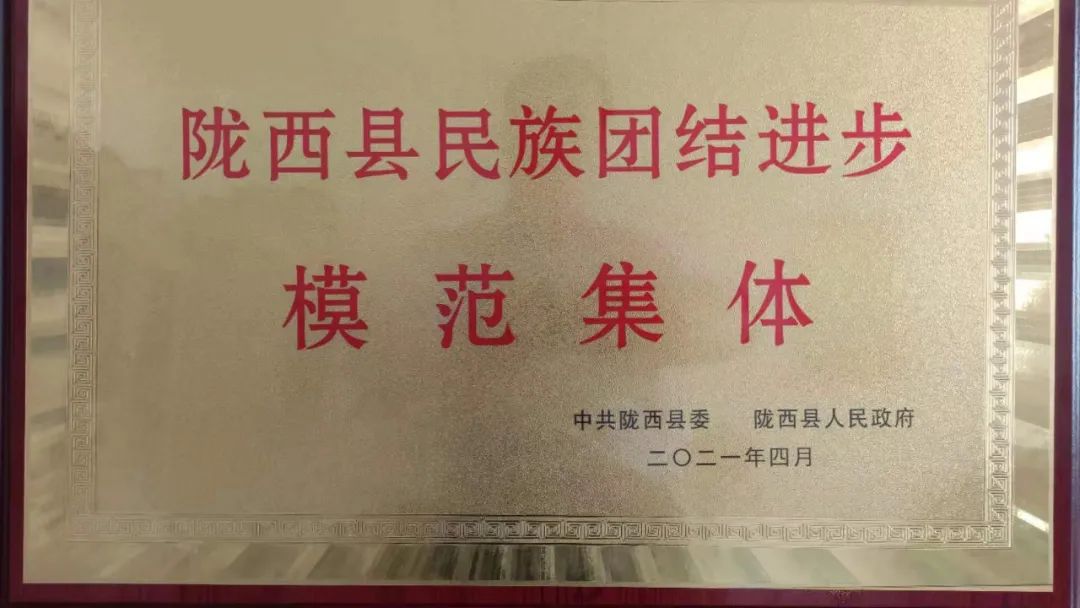 陇西县民族团结进步
模范集体
中共陇西县委 陇西县人民政府
二〇二一年四月